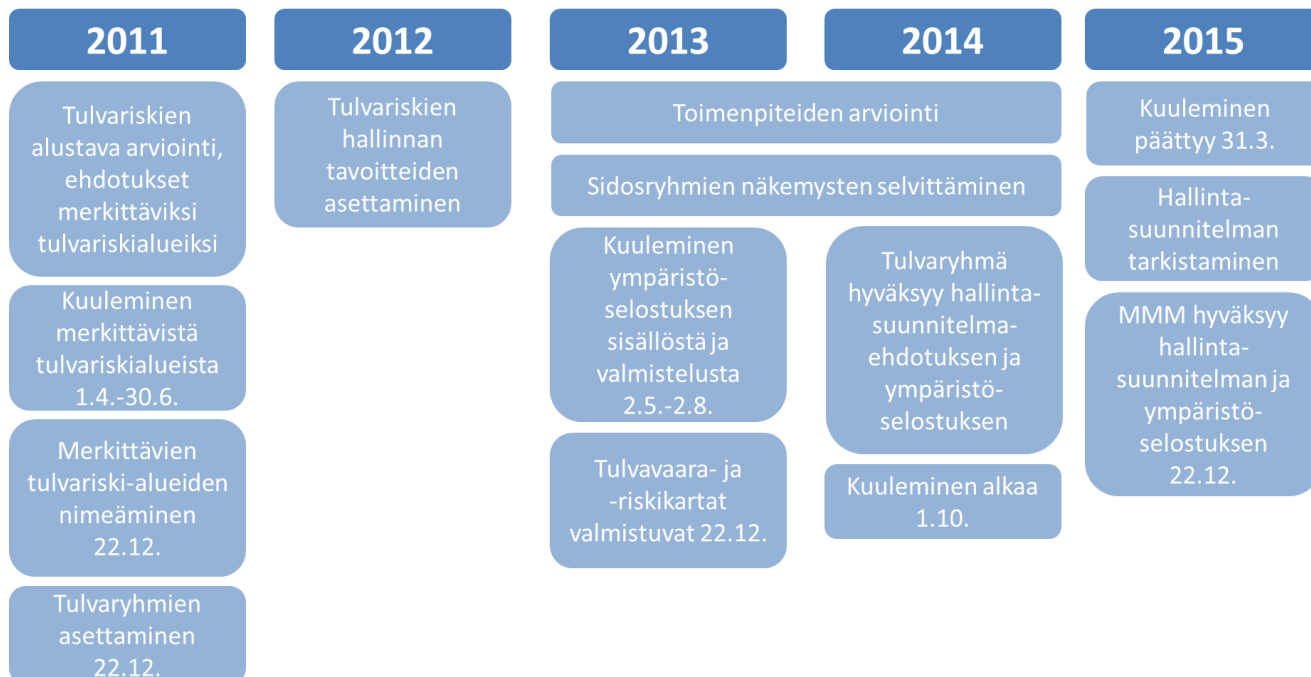 2011
Tulvariskien
alustava arviointi,
ehdotukset
merkittäviksi
tulvariskialueiksi
Kuuleminen
merkittävistä
tulvariskialueista
1.4.-30.6.
Merkittävien
tulvariski-alueiden
nimeäminen
22.12.
Tulvaryhmien
asettaminen
22.12.
2012
Tulvariskien
hallinnan
tavoitteiden
asettaminen
2013
2014
Toimenpiteiden arviointi
Sidosryhmien näkemysten selvittäminen
Kuuleminen
ympäristö-
selostuksen
sisällöstä ja
valmistelusta
2.5.-2.8.
Tulvavaara- ja
-riskikartat
valmistuvat 22.12.
Tulvaryhmä
hyväksyy hallinta-
suunnitelma-
ehdotuksen ja
ympäristö-
selostuksen
Kuuleminen alkaa
1.10.
2015
Kuuleminen
päättyy 31.3.
Hallinta-
suunnitelman
tarkistaminen
MMM hyväksyy
hallinta-
suunnitelman ja
ympäristö-
selostuksen
22.12.